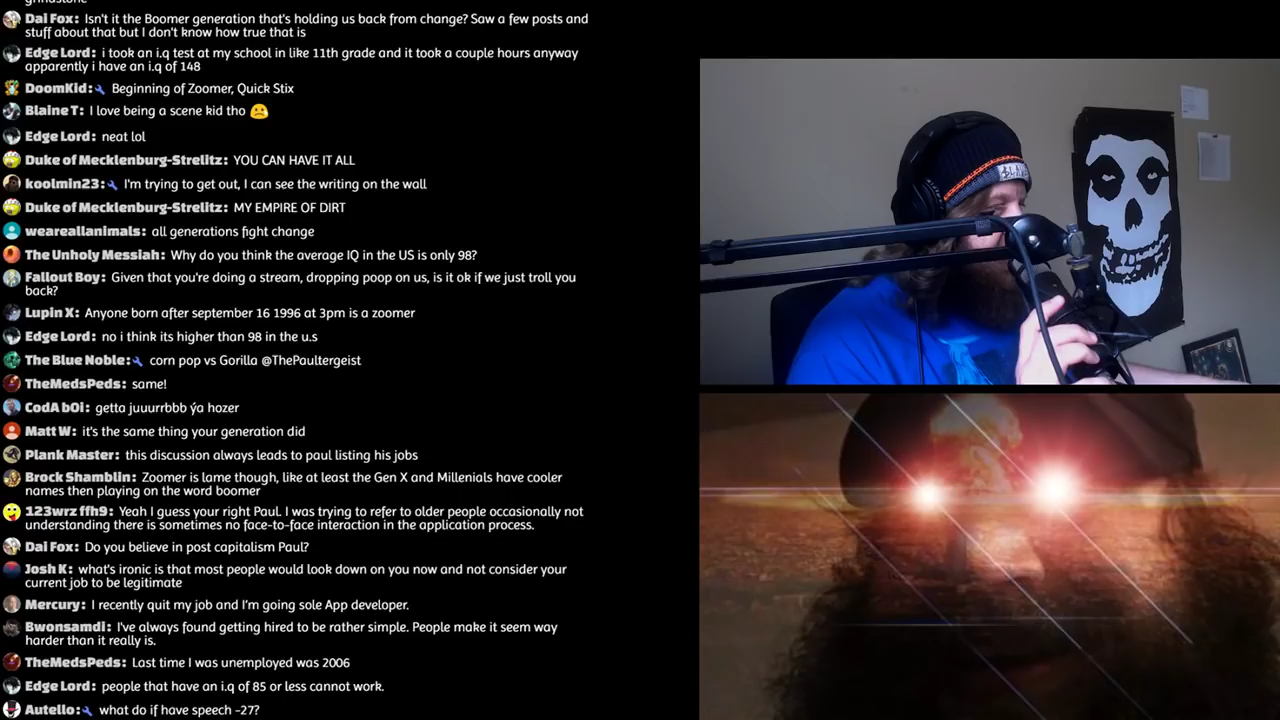 Dai Fox: Isn't it the Boomer generation that's holding us back from change? Saw a few posts and
stuff about that but I don't know how true that is
Edge Lord: i took an i.q test at my school in like 11th grade and it took a couple hours anyway
apparently i have an i.q of 148
DoomKid: Beginning of Zoomer, Quick Stix
Blaine T: I love being a scene kid tho ☹️
Edge Lord: neat lol
Duke of Mecklenburg-Strelitz: YOU CAN HAVE IT ALL
koolmin23: I'm trying to get out, I can see the writing on the wall
Duke of Mecklenburg-Strelitz: MY EMPIRE OF DIRT
weareallanimals: all generations fight change
The Unholy Messiah: Why do you think the average IQ in the US is only 98?
Fallout Boy: Given that you're doing a stream, dropping poop on us, is it ok if we just troll you
back?
Lupin X: Anyone born after september 16 1996 at 3pm is a zoomer
Edge Lord: no i think its higher than 98 in the u.s
The Blue Noble: corn pop vs Gorilla @ThePaultergeist
TheMedsPeds: same!
CodA bOi: getta juuurrbbb ýa hozer
Matt W: it's the same thing your generation did
Plank Master: this discussion always leads to paul listing his jobs
Brock Shamblin: Zoomer is lame though, like at least the Gen X and Millenials have cooler
names then playing on the word boomer
123wrz ffh9: Yeah I guess your right Paul. I was trying to refer to older people occasionally not
understanding there is sometimes no face-to-face interaction in the application process.
Dai Fox: Do you believe in post capitalism Paul?
Josh K: what's ironic is that most people would look down on you now and not consider your
current job to be legitimate
Mercury: I recently quit my job and I'm going sole App developer.
Bwonsamdi: I've always found getting hired to be rather simple. People make it seem way
harder than it really is.
TheMedsPeds: Last time I was unemployed was 2006
Edge Lord: people that have an i.q of 85 or less cannot work.
Autello: what do if have speech -27?